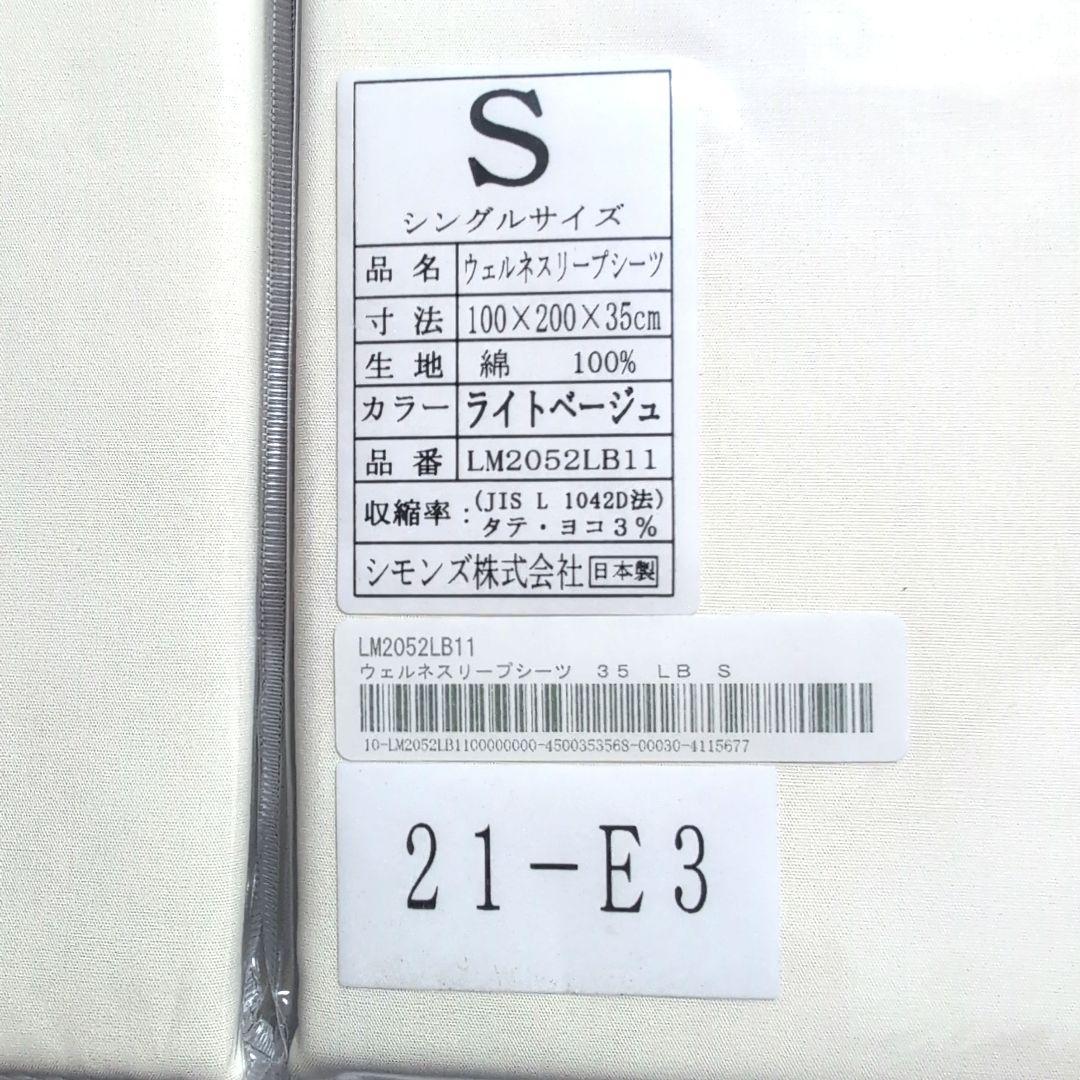 S
シングルサイズ
品 名 ウェルネスリープシーツ
寸 法 100×200×35cm
生 地 綿 100%
カラー ライトベージュ
品 番 LM2052LB11
収縮率:(JIS L 1042D法)
タテ・ヨコ3%
シモンズ株式会社 日本製
LM2052LB11
ウェルネスリープシーツ 35 LB S
10-LM2052LB1100000000-4500353568-00030-4115677
21-E3